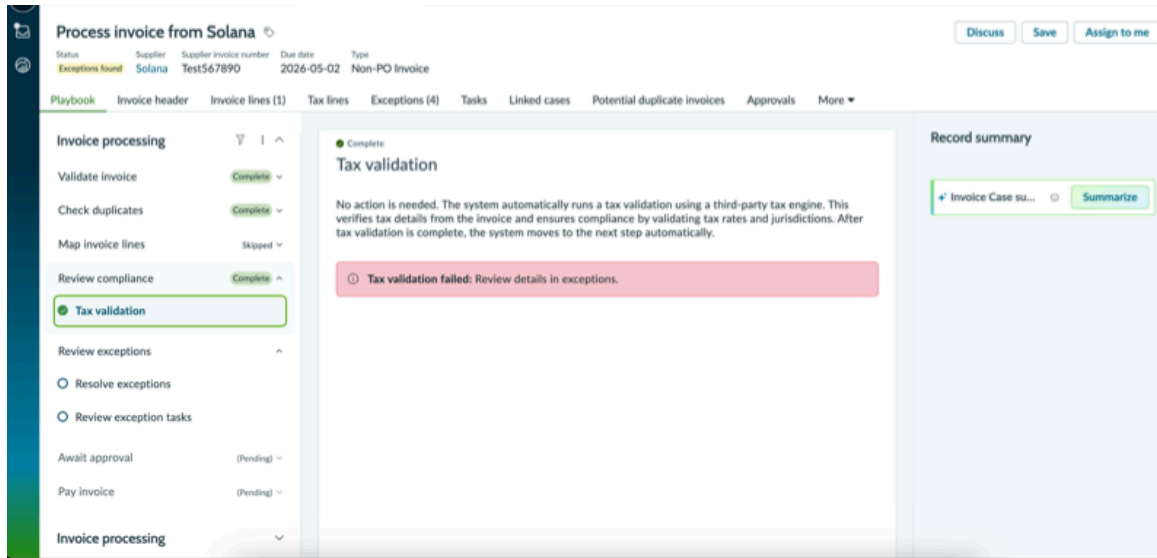 Process invoice from Solana
Discuss
Save
Assign to me
Status
Supplier
Supplier invoice number
Due date
Type
Exceptions found
Solana
Test567890
2026-05-02
Non-PO Invoice
Playbook
Invoice header
Invoice lines (1)
Tax lines
Exceptions (4)
Tasks
Linked cases
Potential duplicate invoices
Approvals
More
Invoice processing
Validate invoice
Complete
Check duplicates
Complete
Map invoice lines
Skipped
Review compliance
Complete
Tax validation
Review exceptions
Resolve exceptions
Review exception tasks
Await approval
(Pending)
Pay invoice
(Pending)
Invoice processing
Complete
Tax validation
No action is needed. The system automatically runs a tax validation using a third-party tax engine. This
verifies tax details from the invoice and ensures compliance by validating tax rates and jurisdictions. After
tax validation is complete, the system moves to the next step automatically.
Tax validation failed: Review details in exceptions.
Record summary
Invoice Case su...
Summarize